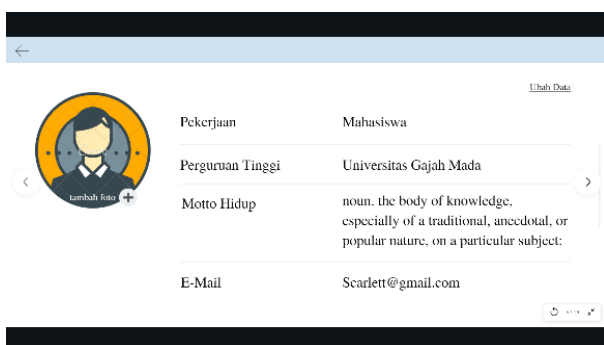 Ubah Data
Pekerjaan Mahasiswa
Perguruan Tinggi Universitas Gajah Mada
Motto Hidup noun. the body of knowledge,
especially of a traditional, anecdotal, or
popular nature, on a particular subject:
tambah foto
E-Mail Scarlett@gmail.com